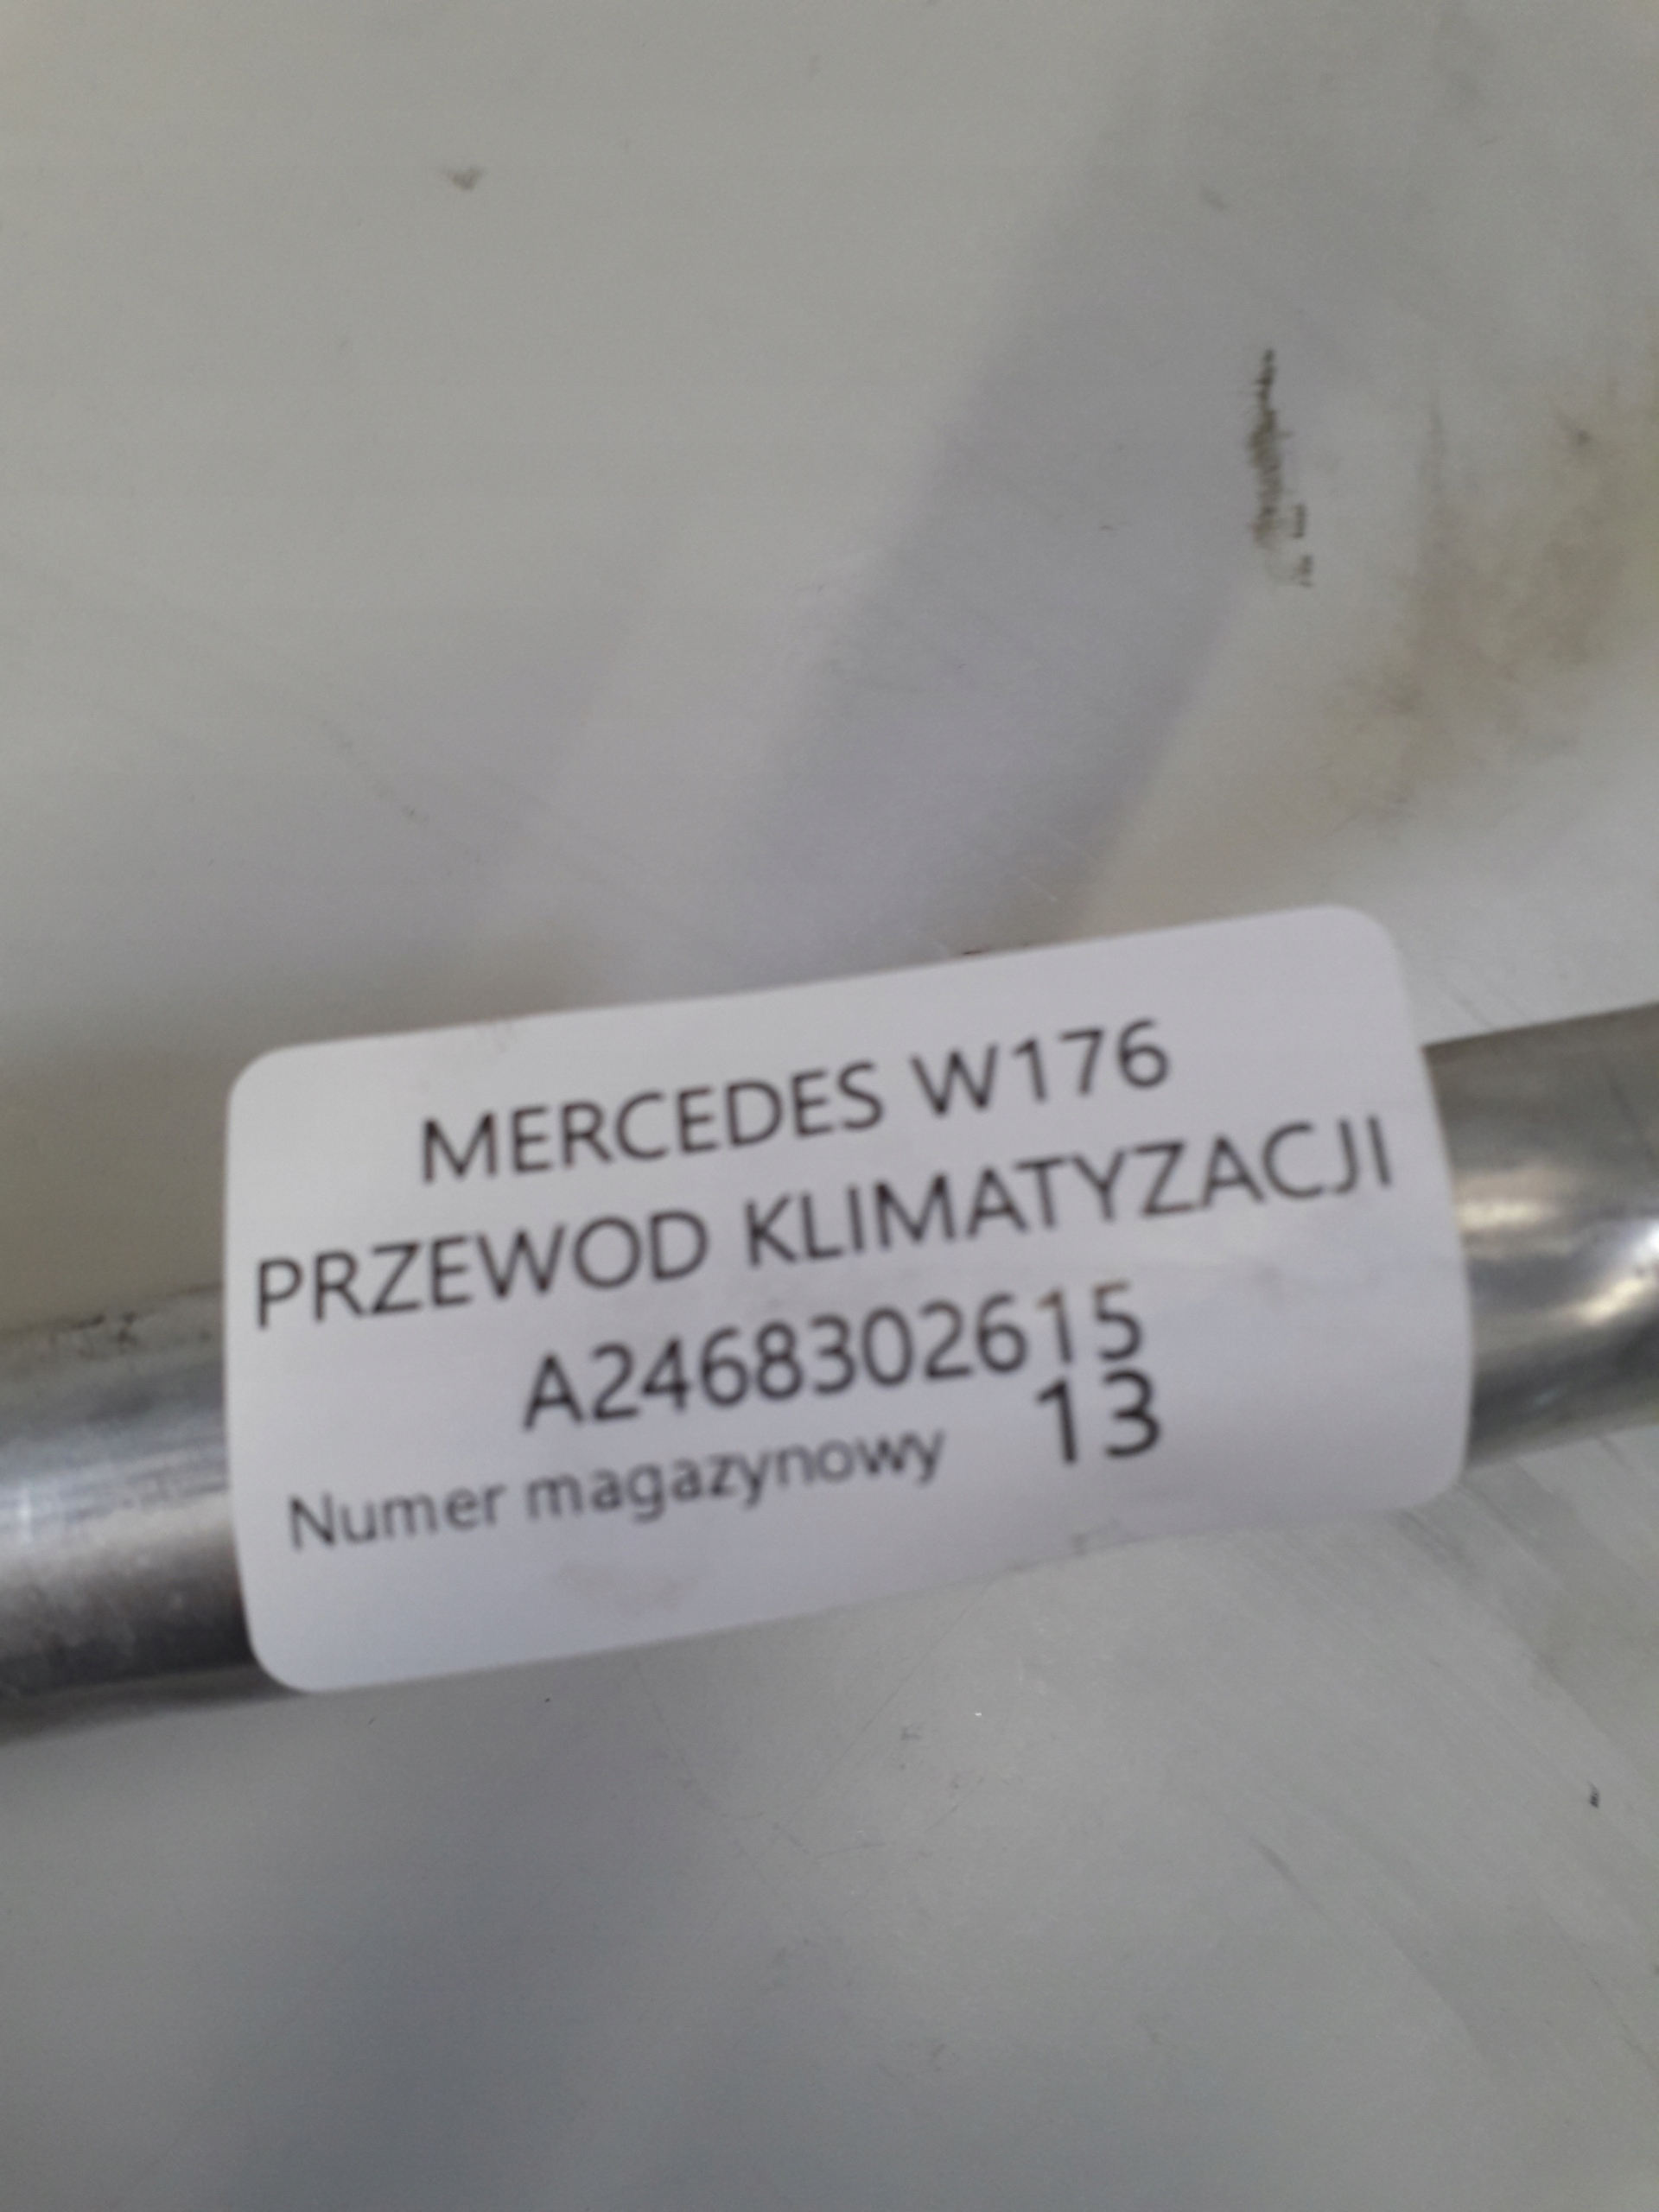 MERCEDES W176
PRZEWOD KLIMATYZACJI
A2468302615
Numer magazynowy 13